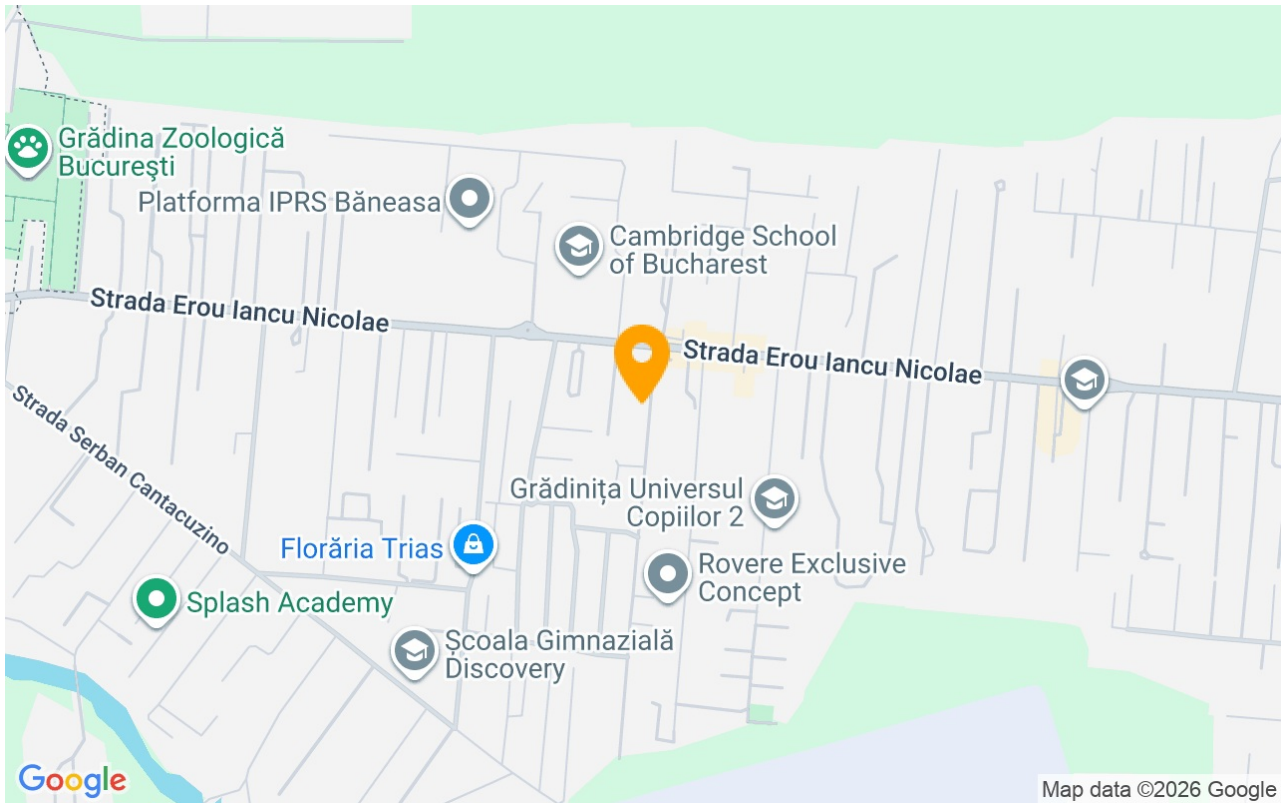 Grădina Zoologică
București
Platforma IPRS Băneasa
Cambridge School
of Bucharest
Strada Erou Iancu Nicolae
Strada Erou Iancu Nicolae
Strada Serban Cantacuzino
Grădinița Universul
Copiilor 2
Florăria Trias
Rovere Exclusive
Concept
Splash Academy
Școala Gimnazială
Discovery
Google
Map data ©2026 Google